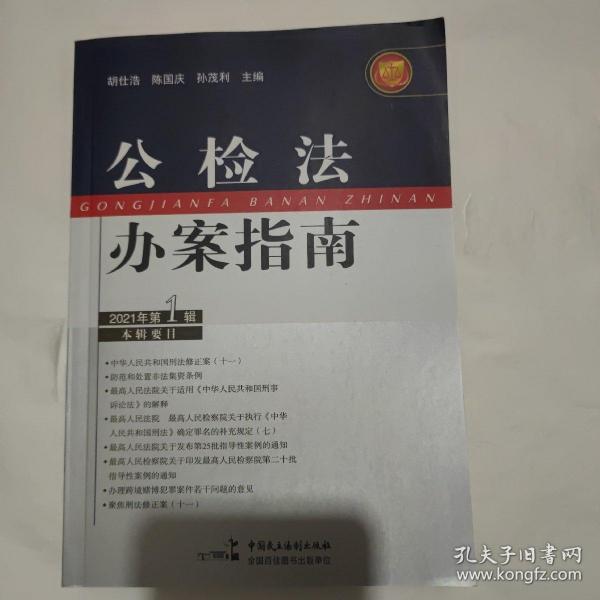 胡仕浩 陈国庆 孙茂利 主编
公检法
GONGJIANFA BANAN ZHINAN
办案指南
2021年第1辑
本辑要目
•中华人民共和国刑法修正案（十一）
•防范和处置非法集资条例
•最高人民法院关于适用《中华人民共和国刑事
诉讼法》的解释
•最高人民法院 最高人民检察院关于执行《中华
人民共和国刑法》确定罪名的补充规定（七）
•最高人民法院关于发布第25批指导性案例的通知
•最高人民检察院关于印发最高人民检察院第二十批
指导性案例的通知
•办理跨境赌博犯罪案件若干问题的意见
•聚焦刑法修正案（十一）
中国民主法制出版社
全国百佳图书出版单位
孔夫子旧书网
www.kongfz.com